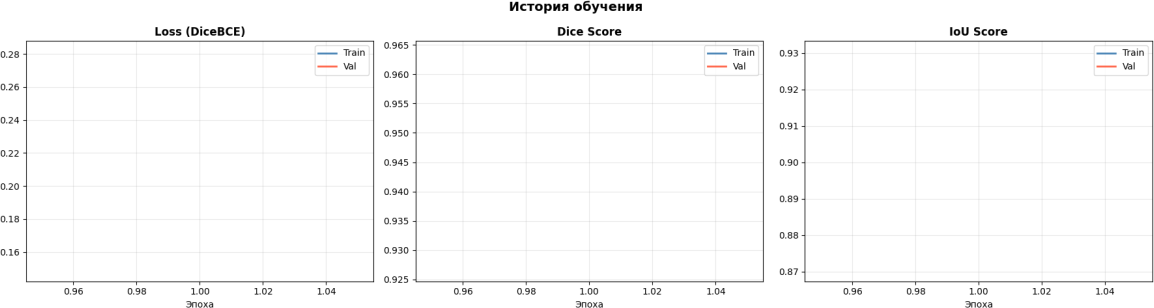 История обучения
Loss (DiceBCE)
Dice Score
IoU Score
Train
Val
0.28
0.26
0.24
0.22
0.20
0.18
0.16
0.96
0.98
1.00
1.02
1.04
Эпоха
Train
Val
0.965
0.960
0.955
0.950
0.945
0.940
0.935
0.930
0.925
0.96
0.98
1.00
1.02
1.04
Эпоха
Train
Val
0.93
0.92
0.91
0.90
0.89
0.88
0.87
0.96
0.98
1.00
1.02
1.04
Эпоха